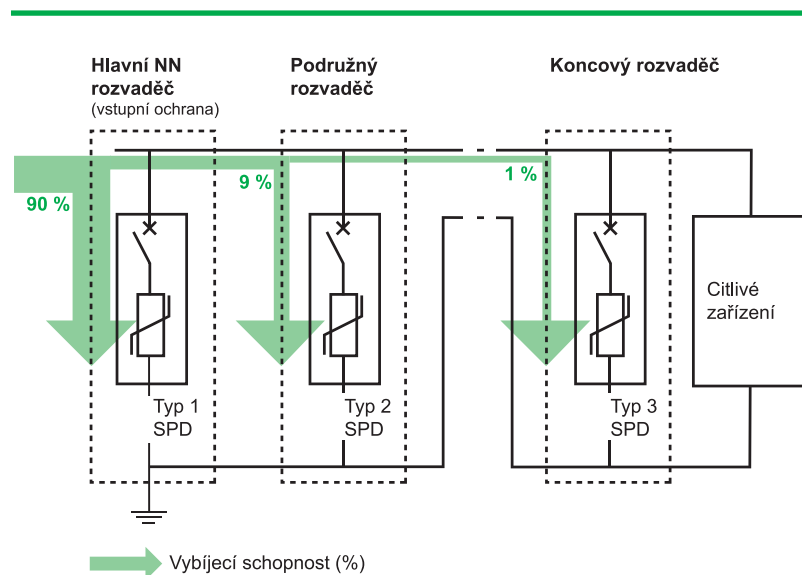 Hlavní NN
rozvaděč
(vstupní ochrana)
Podružný
rozvaděč
Koncový rozvaděč
90 %
9 %
1 %
Citlivé
zařízení
Typ 1
SPD
Typ 2
SPD
Typ 3
SPD
Vybíjecí schopnost (%)